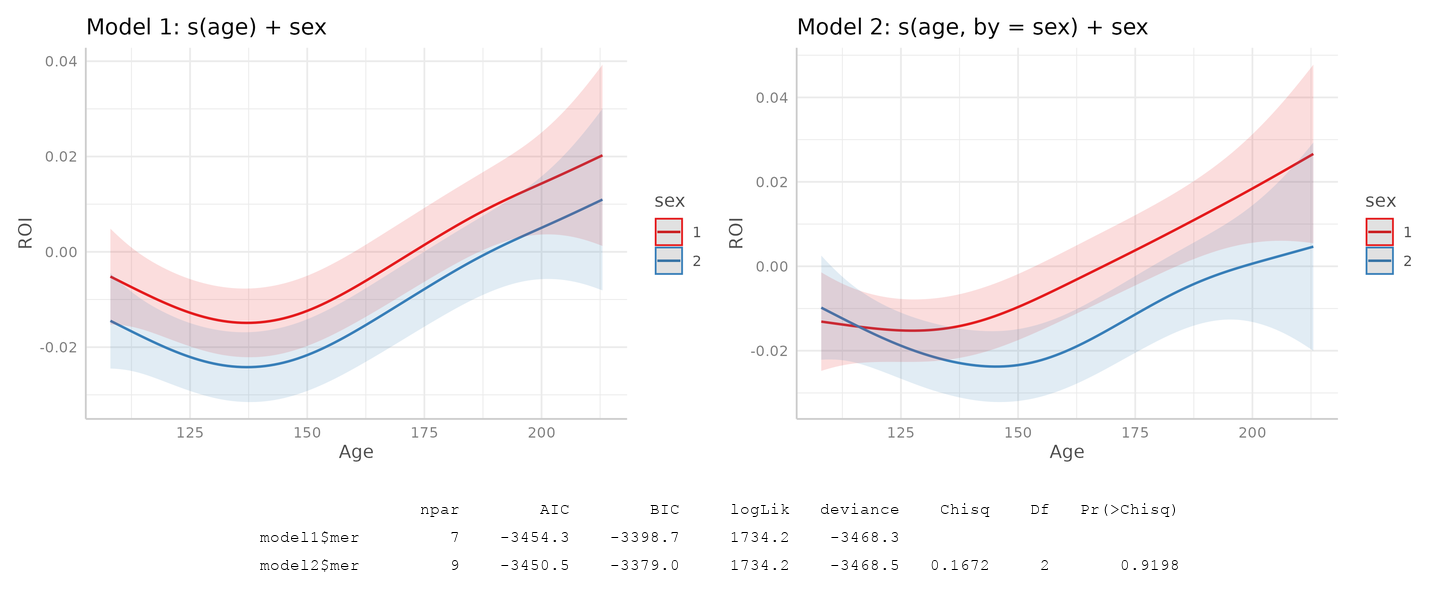 Model 1: s(age) + sex
0.04
0.02
0.00
-0.02
ROI
125 150 175 200
Age
sex
1
2
Model 2: s(age, by = sex) + sex
0.04
0.02
0.00
-0.02
ROI
125 150 175 200
Age
sex
1
2
npar AIC BIC logLik deviance Chisq Df Pr(>Chisq)
model1$mer 7 -3454.3 -3398.7 1734.2 -3468.3
model2$mer 9 -3450.5 -3379.0 1734.2 -3468.5 0.1672 2 0.9198